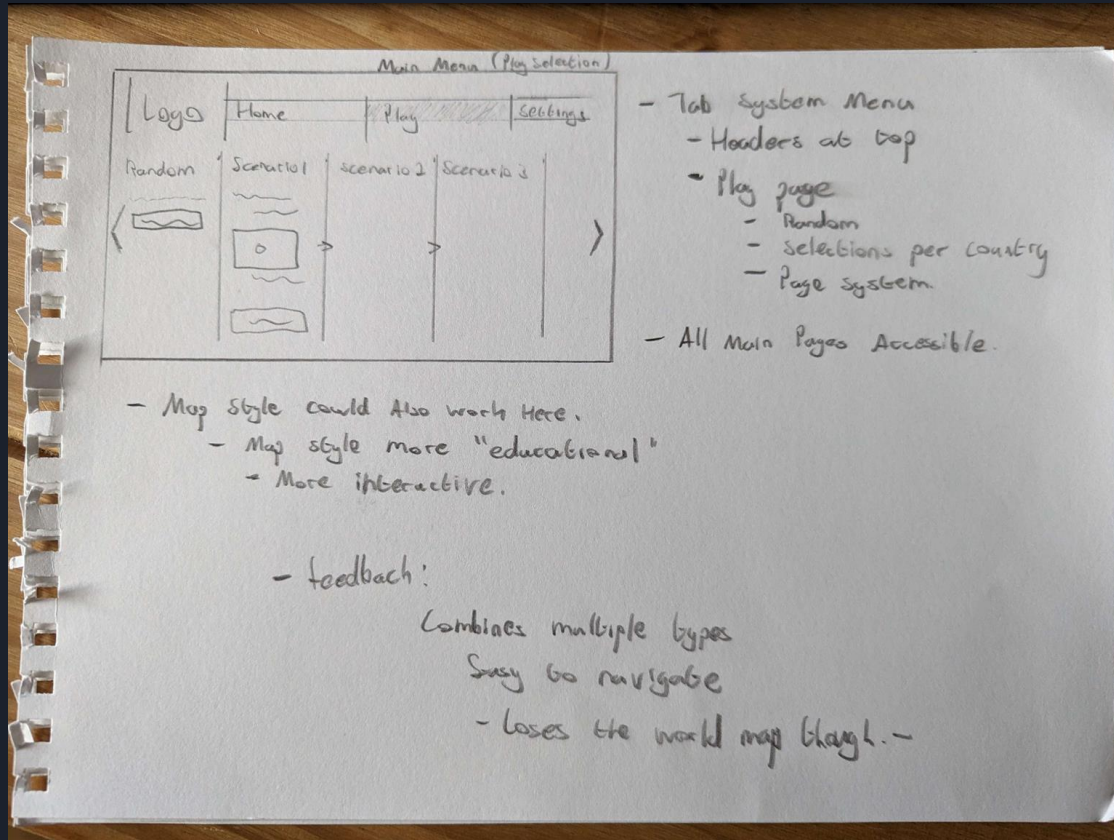 Main Menu (Play Selection)
Logo
Home
Play
Settings
Random
Scenario 1
scenario 2
Scenario 3
- Tab System Menu
- Headers at top
- Play page
- Random
- Selections per country
- Page system.
- All Main Pages Accessible.
- Map Style could Also work Here.
- Map style more "educational"
- More interactive.
- feedback:
Combines multiple types
Easy to navigate
- Loses the world map though. -